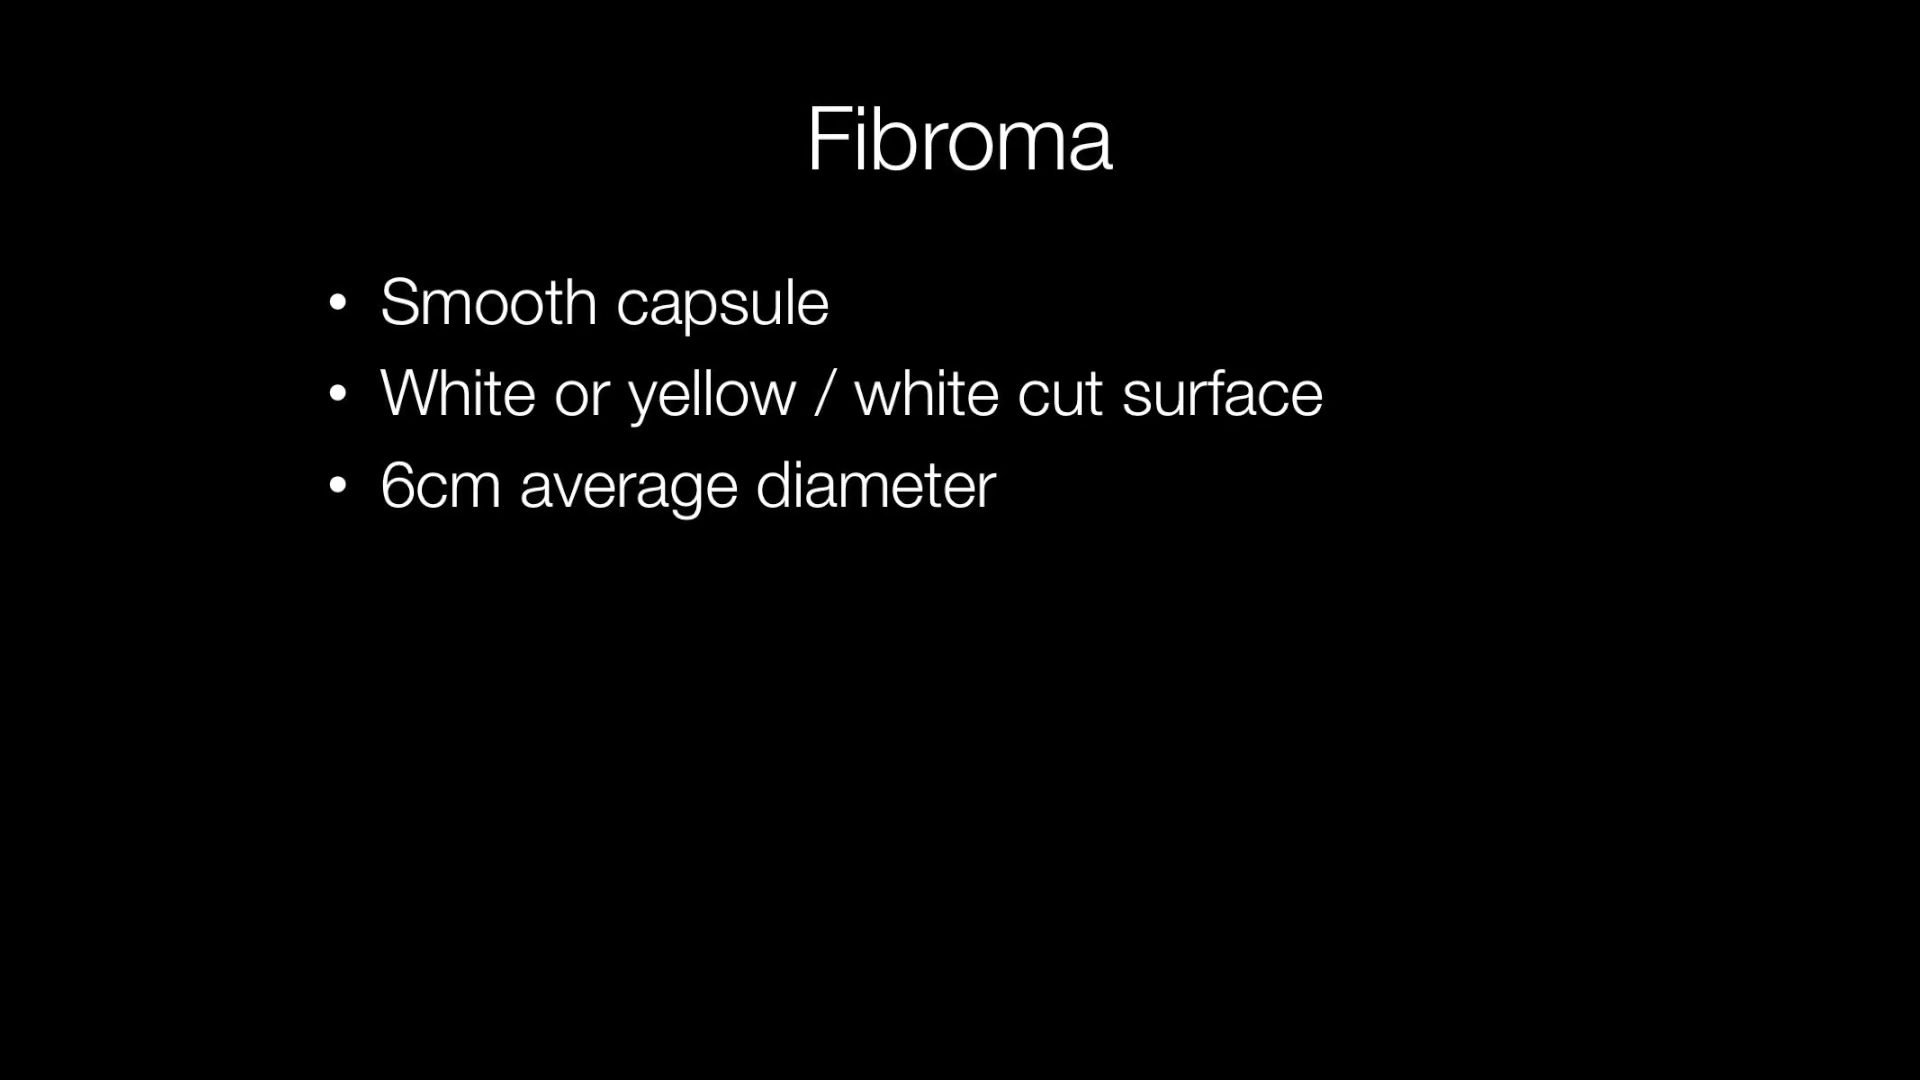 Fibroma
• Smooth capsule
• White or yellow / white cut surface
• 6cm average diameter